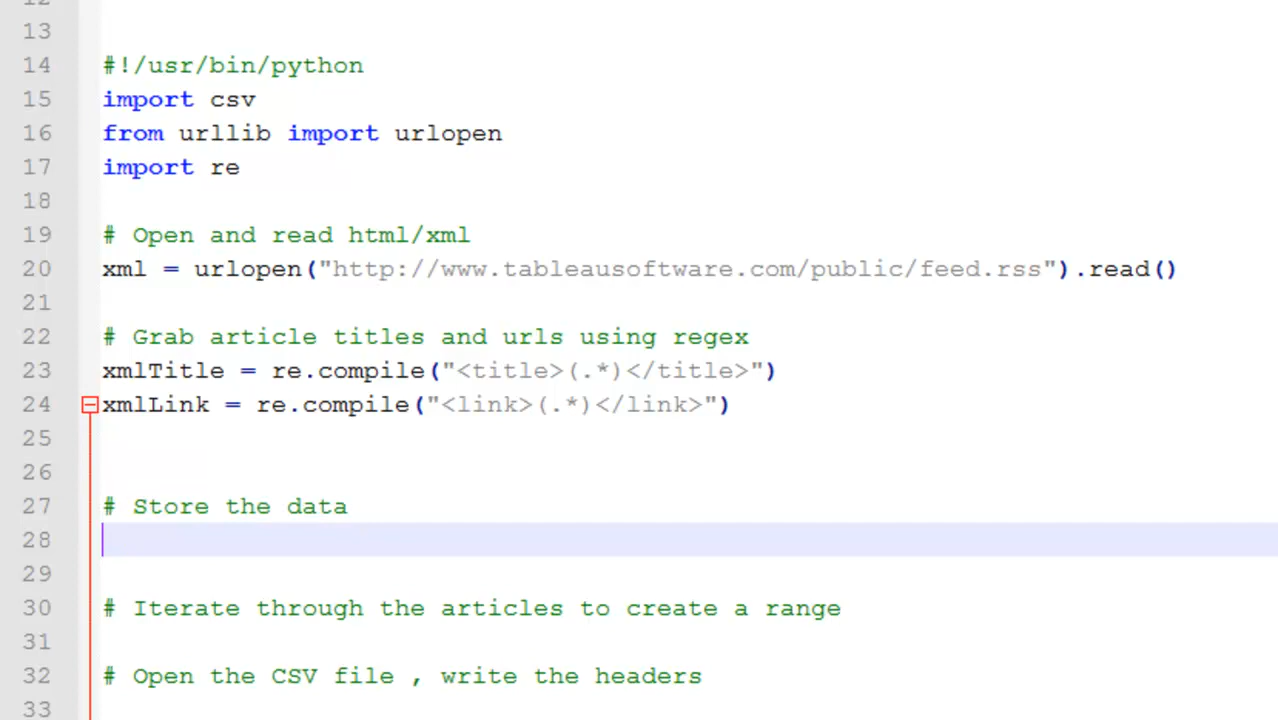 12
13
14 #!/usr/bin/python
15 import csv
16 from urllib import urlopen
17 import re
18
19 # Open and read html/xml
20 xml = urlopen("http://www.tableausoftware.com/public/feed.rss").read()
21
22 # Grab article titles and urls using regex
23 xmlTitle = re.compile("<title>(.*)</title>")
24 xmlLink = re.compile("<link>(.*)</link>")
25
26
27 # Store the data
28
29
30 # Iterate through the articles to create a range
31
32 # Open the CSV file , write the headers
33